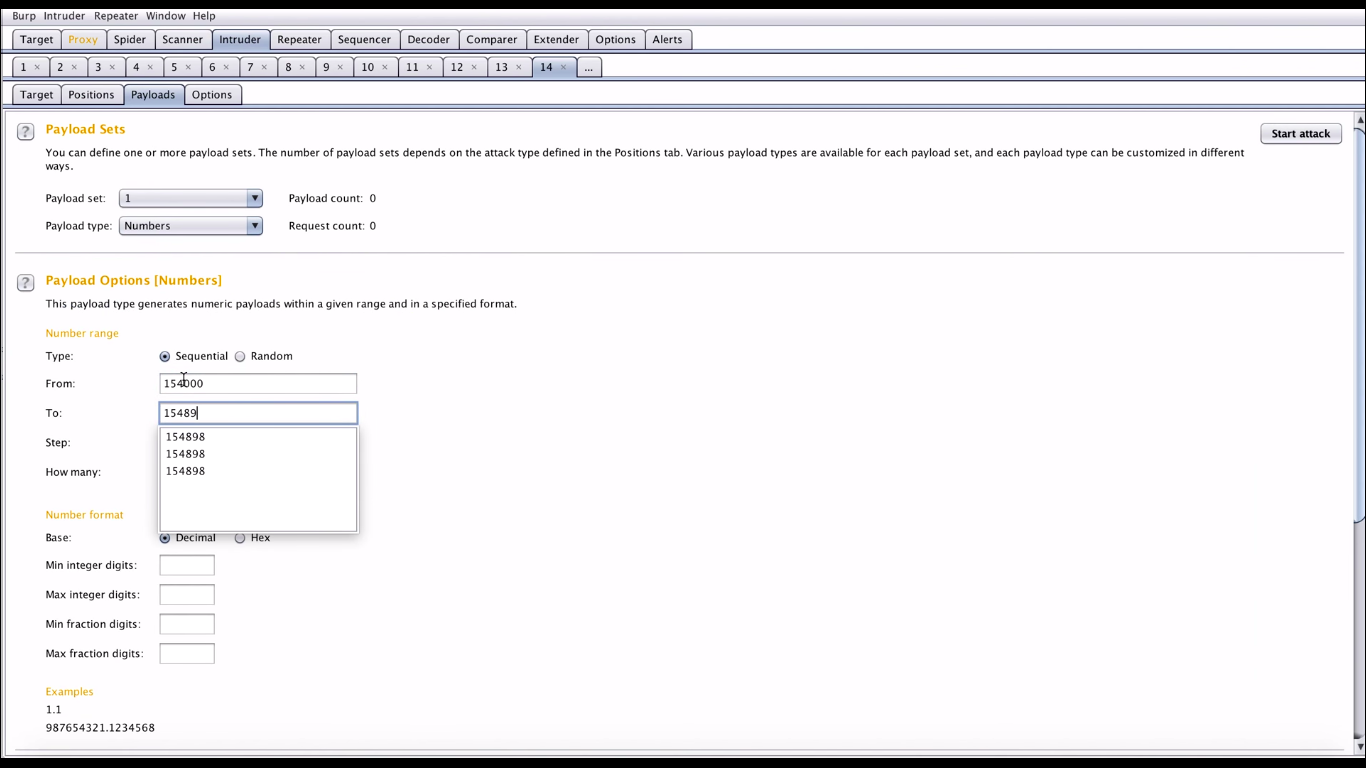 Burp Intruder Repeater Window Help
Target Proxy Spider Scanner Intruder Repeater Sequencer Decoder Comparer Extender Options Alerts
1 × 2 × 3 × 4 × 5 × 6 × 7 × 8 × 9 × 10 × 11 × 12 × 13 × 14 × ...
Target Positions Payloads Options
? Payload Sets Start attack
You can define one or more payload sets. The number of payload sets depends on the attack type defined in the Positions tab. Various payload types are available for each payload set, and each payload type can be customized in different
ways.
Payload set: 1 Payload count: 0
Payload type: Numbers Request count: 0
? Payload Options [Numbers]
This payload type generates numeric payloads within a given range and in a specified format.
Number range
Type: Sequential Random
From: 154000
To: 15489
154898
Step:
154898
How many: 154898
Number format
Base: Decimal Hex
Min integer digits:
Max integer digits:
Min fraction digits:
Max fraction digits:
Examples
1.1
987654321.1234568